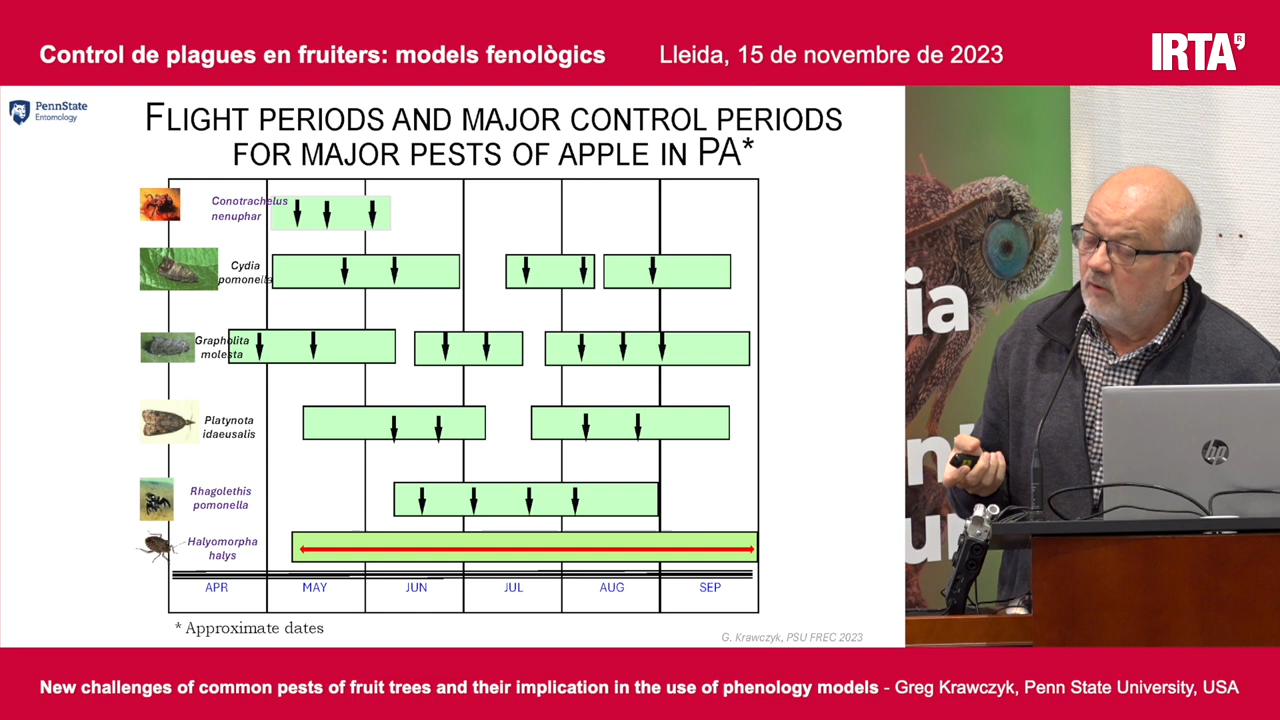 Control de plagues en fruiters: models fenològics
Lleida, 15 de novembre de 2023
IRTA
PennState
Entomology
FLIGHT PERIODS AND MAJOR CONTROL PERIODS
FOR MAJOR PESTS OF APPLE IN PA*
Conotrachelus
nenuphar
Cydia
pomonella
Grapholita
molesta
Platynota
idaeusalis
Rhagolethis
pomonella
Halyomorpha
halys
APR MAY JUN JUL AUG SEP
* Approximate dates
G. Krawczyk, PSU FREC 2023
ia
n'
ur
hp
New challenges of common pests of fruit trees and their implication in the use of phenology models - Greg Krawczyk, Penn State University, USA